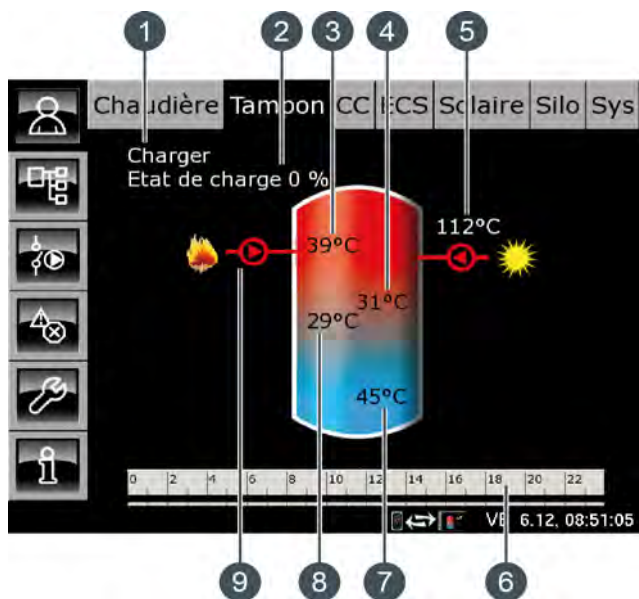 1 2 3 4 5
Chaudière Tampon CC ECS Solaire Silo Sys
Charger
Etat de charge 0 %
112°C
39°C
31°C
29°C
45°C
0 2 4 6 8 10 12 14 16 18 20 22
VE 6.12, 08:51:05
9 8 7 6